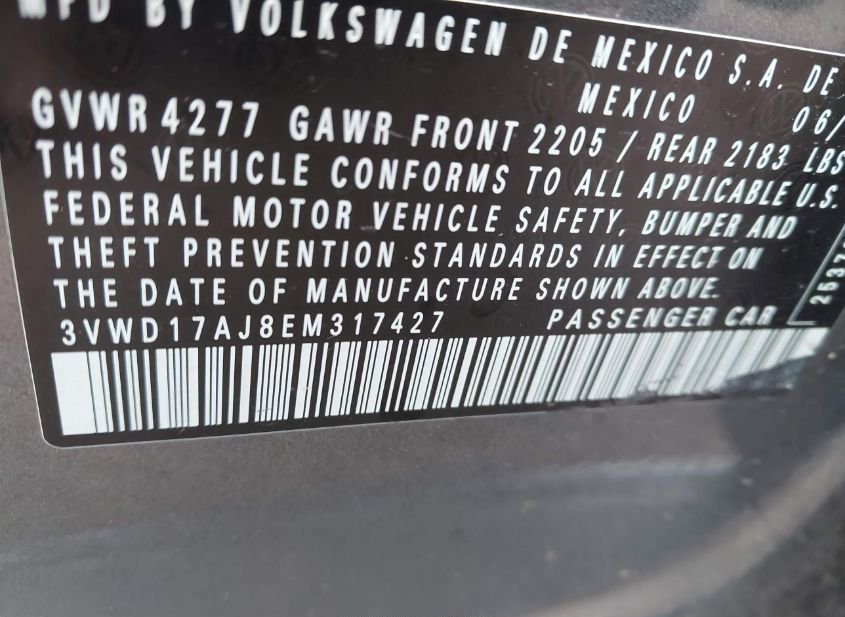 MFD BY VOLKSWAGEN DE MEXICO S.A. DE
MEXICO 06/
GVWR 4277 GAWR FRONT 2205 / REAR 2183 LBS
THIS VEHICLE CONFORMS TO ALL APPLICABLE U.S.
FEDERAL MOTOR VEHICLE SAFETY, BUMPER AND
THEFT PREVENTION STANDARDS IN EFFECT ON
THE DATE OF MANUFACTURE SHOWN ABOVE.
3VWD17AJ8EM317427 PASSENGER CAR